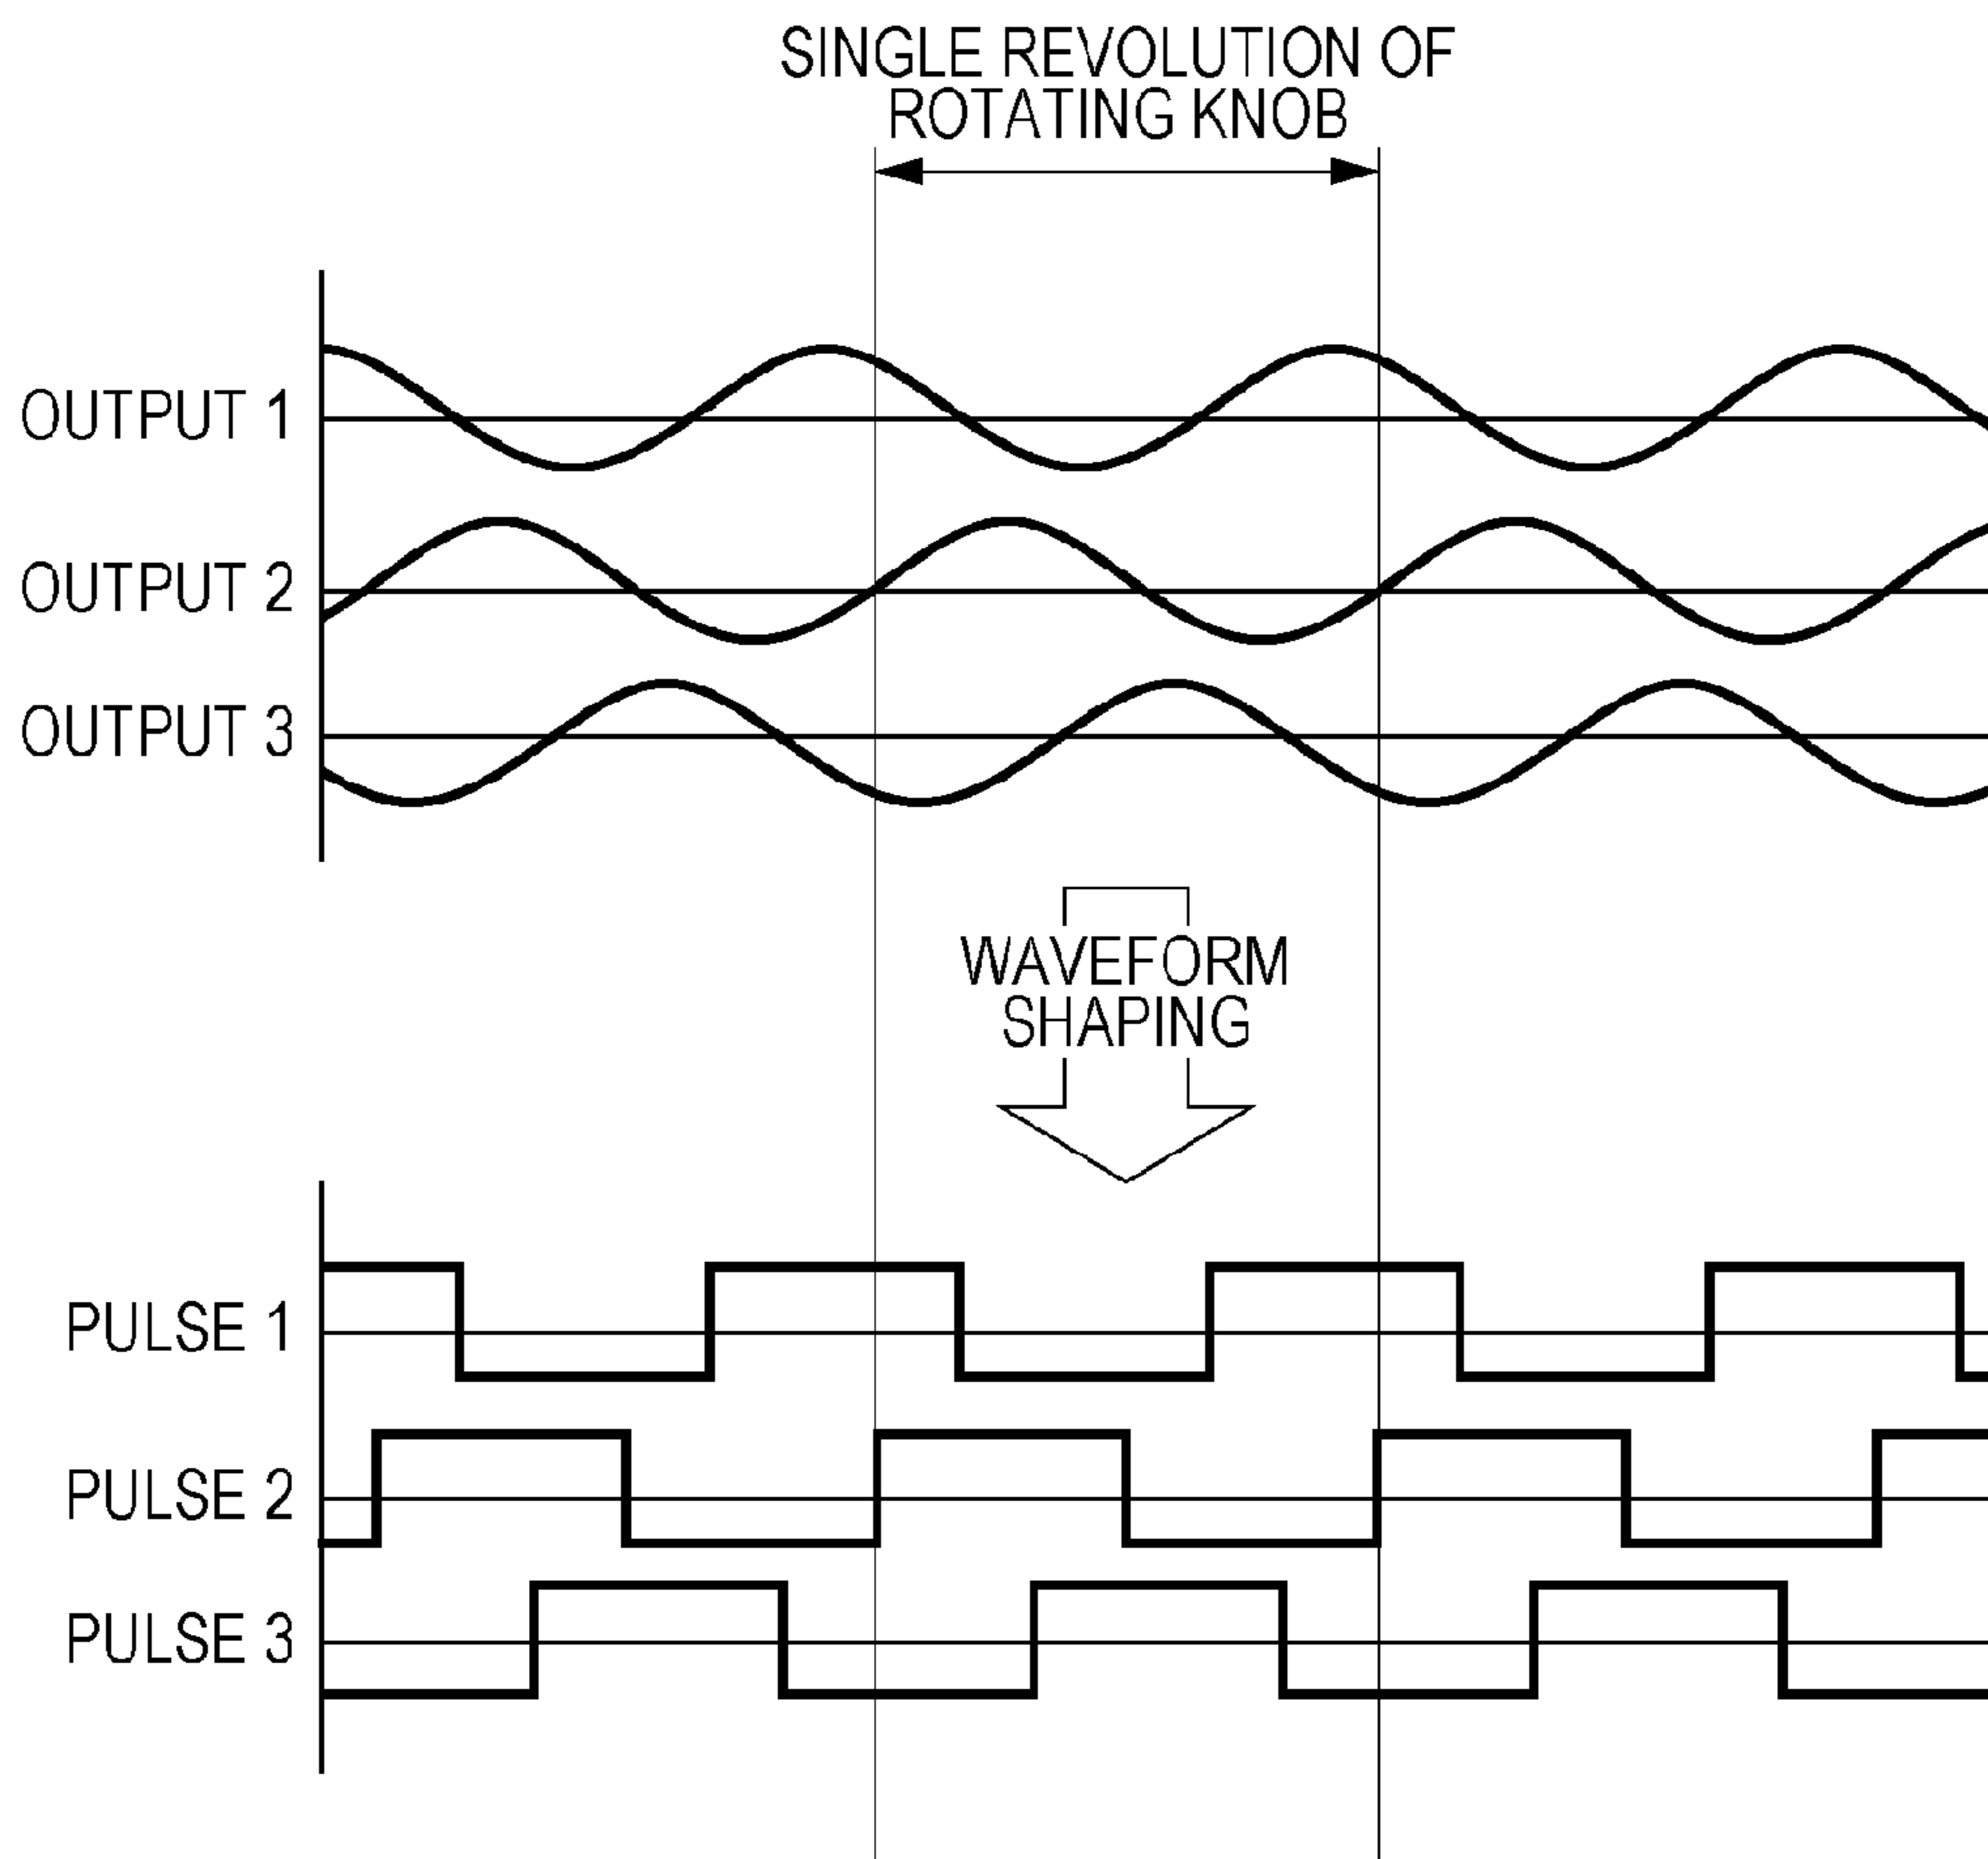 SINGLE REVOLUTION OF
ROTATING KNOB
OUTPUT 1
OUTPUT 2
OUTPUT 3
WAVEFORM
SHAPING
PULSE 1
PULSE 2
PULSE 3